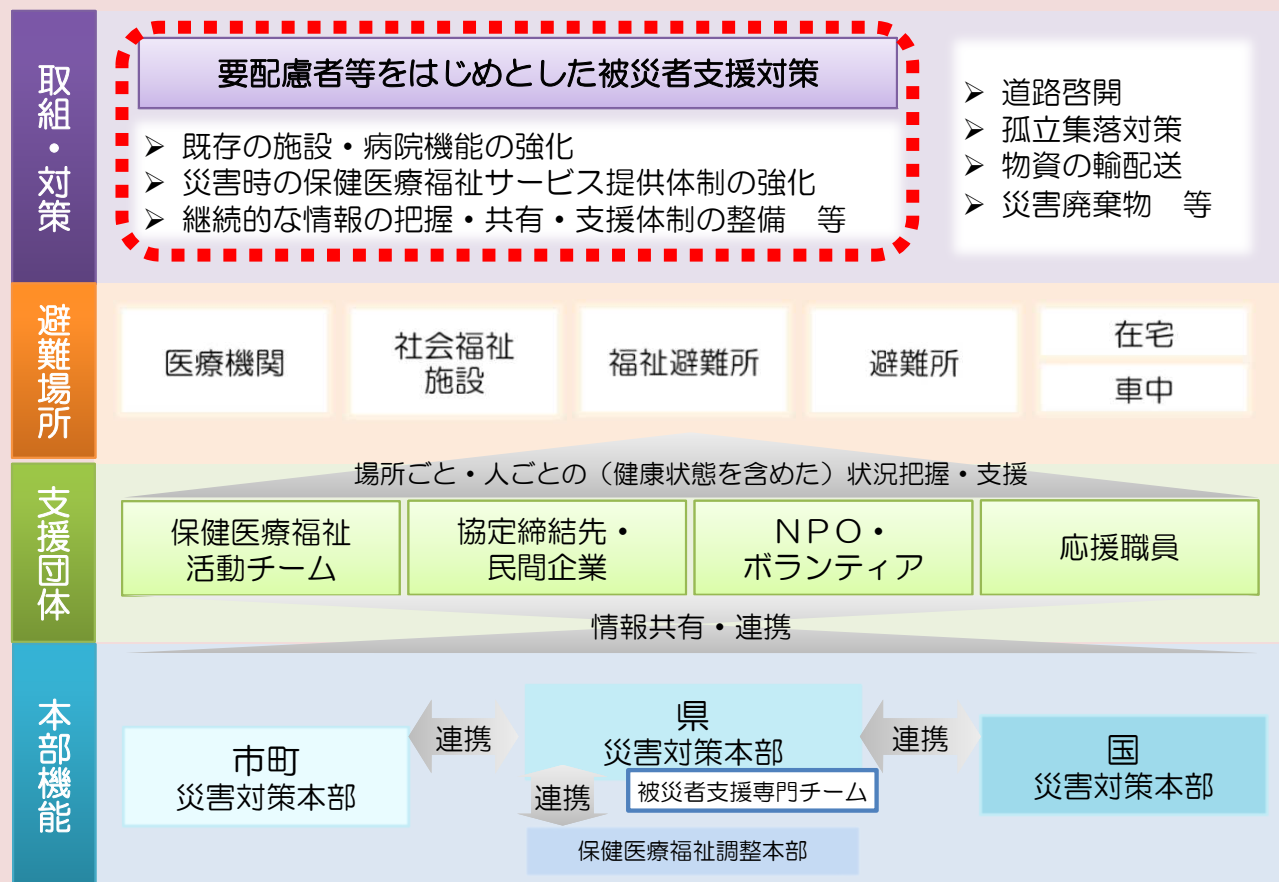 取組・対策
要配慮者等をはじめとした被災者支援対策
➢ 既存の施設・病院機能の強化
➢ 災害時の保健医療福祉サービス提供体制の強化
➢ 継続的な情報の把握・共有・支援体制の整備　等
➢ 道路啓開
➢ 孤立集落対策
➢ 物資の輸配送
➢ 災害廃棄物　等
避難場所
医療機関
社会福祉
施設
福祉避難所
避難所
在宅
車中
支援団体
場所ごと・人ごとの（健康状態を含めた）状況把握・支援
保健医療福祉
活動チーム
協定締結先・
民間企業
ＮＰＯ・
ボランティア
応援職員
情報共有・連携
本部機能
市町
災害対策本部
連携
県
災害対策本部
被災者支援専門チーム
連携
国
災害対策本部
連携
保健医療福祉調整本部